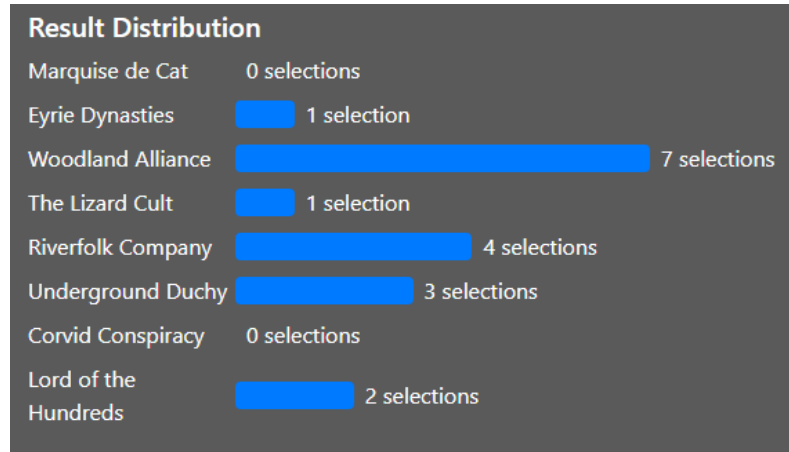 Result Distribution
Marquise de Cat 0 selections
Eyrie Dynasties 1 selection
Woodland Alliance 7 selections
The Lizard Cult 1 selection
Riverfolk Company 4 selections
Underground Duchy 3 selections
Corvid Conspiracy 0 selections
Lord of the
Hundreds 2 selections